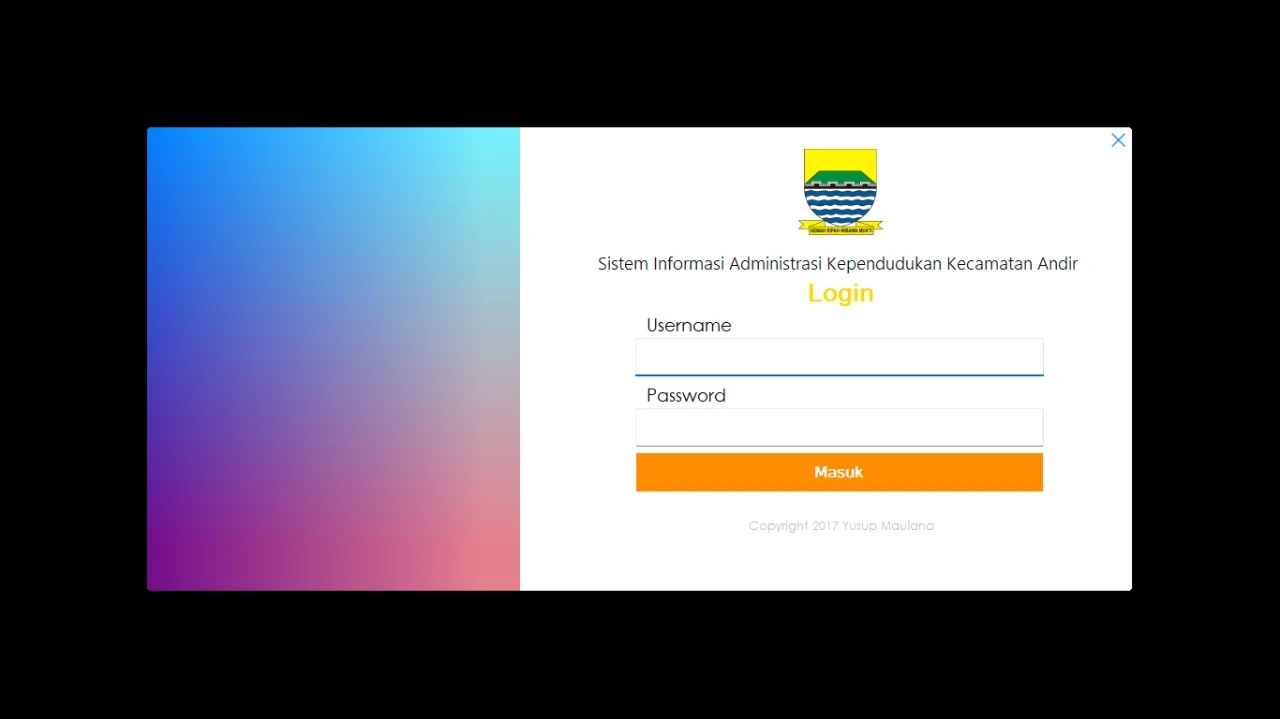 GEMAH RIPAH WIBAWA MUKTI
Sistem Informasi Administrasi Kependudukan Kecamatan Andir
Login
Username
Password
Masuk
Copyright 2017 Yusup Maulana